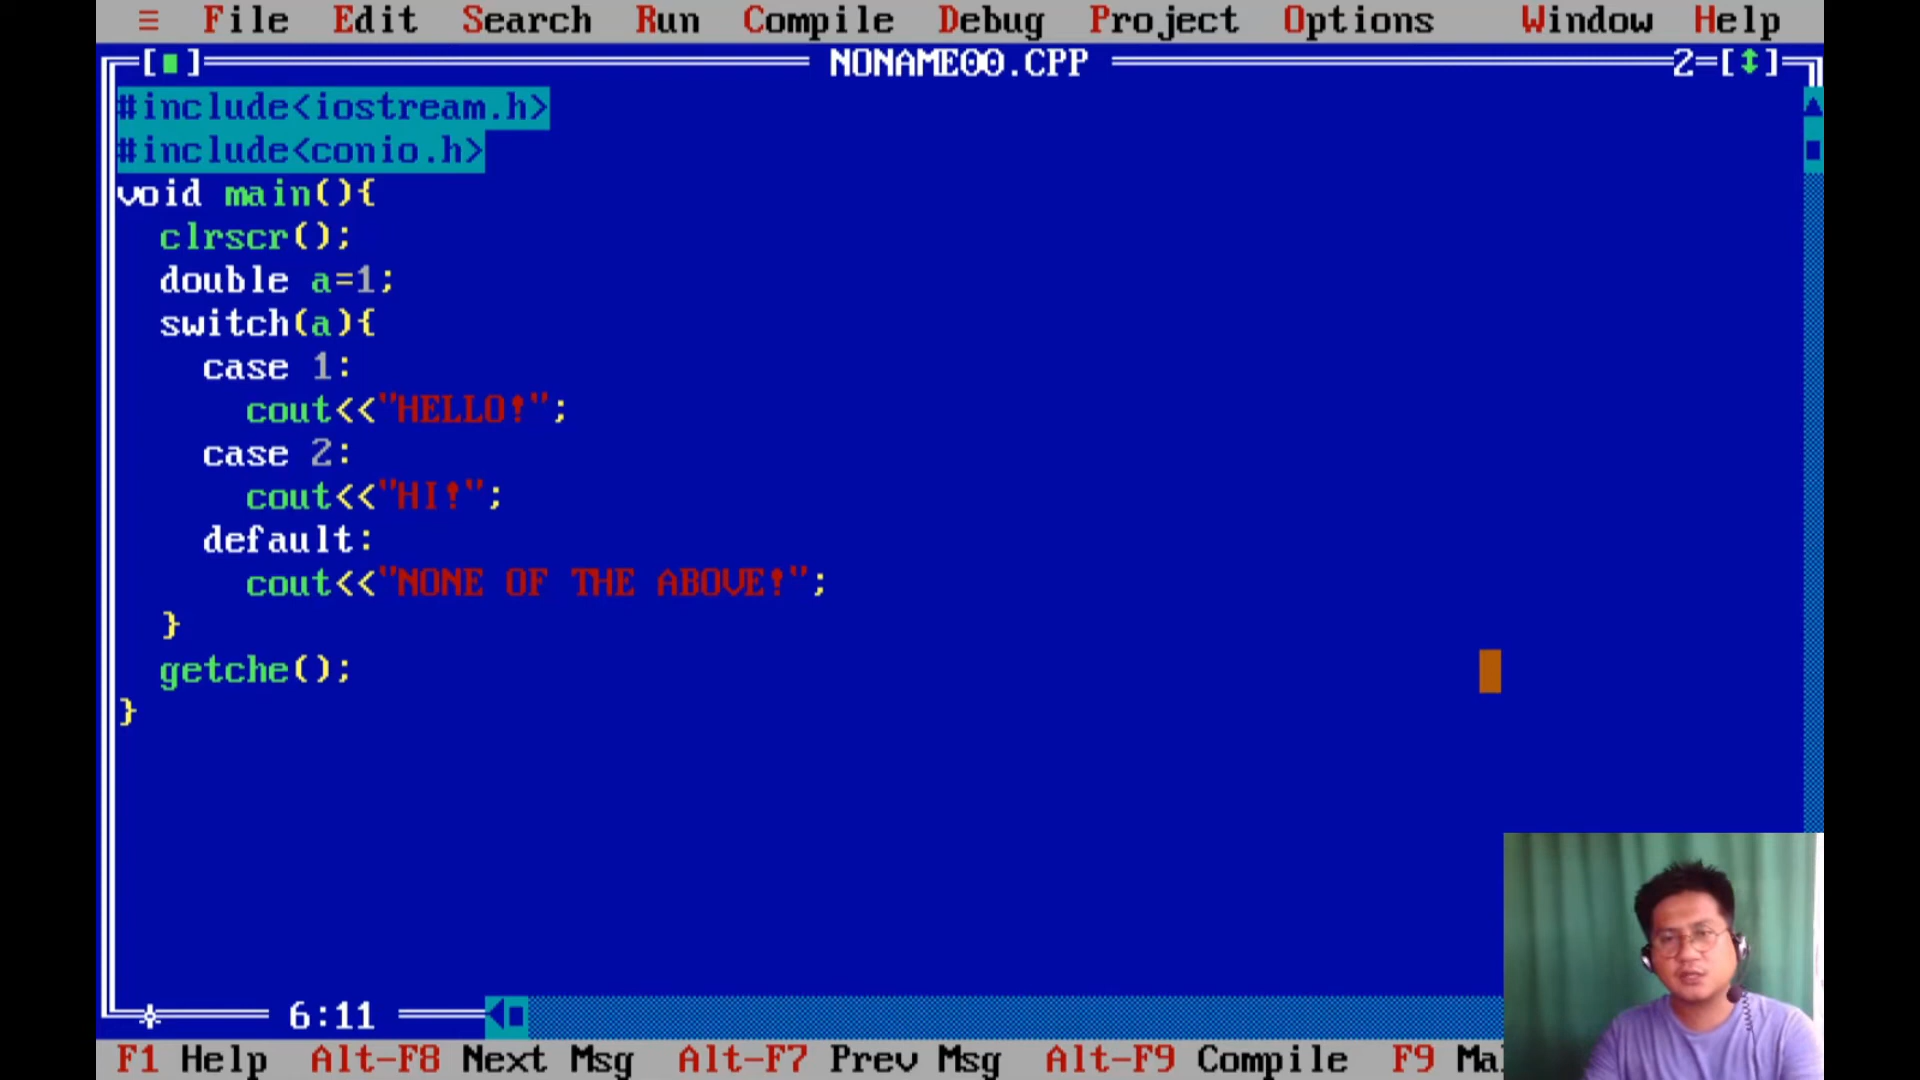 ≡ File Edit Search Run Compile Debug Project Options Window Help
[■] NONAME00.CPP 2=[↕]
#include<iostream.h>
#include<conio.h>
void main(){
  clrscr();
  double a=1;
  switch(a){
    case 1:
      cout<<"HELLO!";
    case 2:
      cout<<"HI!";
    default:
      cout<<"NONE OF THE ABOVE!";
  }
  getche();
}
6:11
F1 Help Alt-F8 Next Msg Alt-F7 Prev Msg Alt-F9 Compile F9 Ma